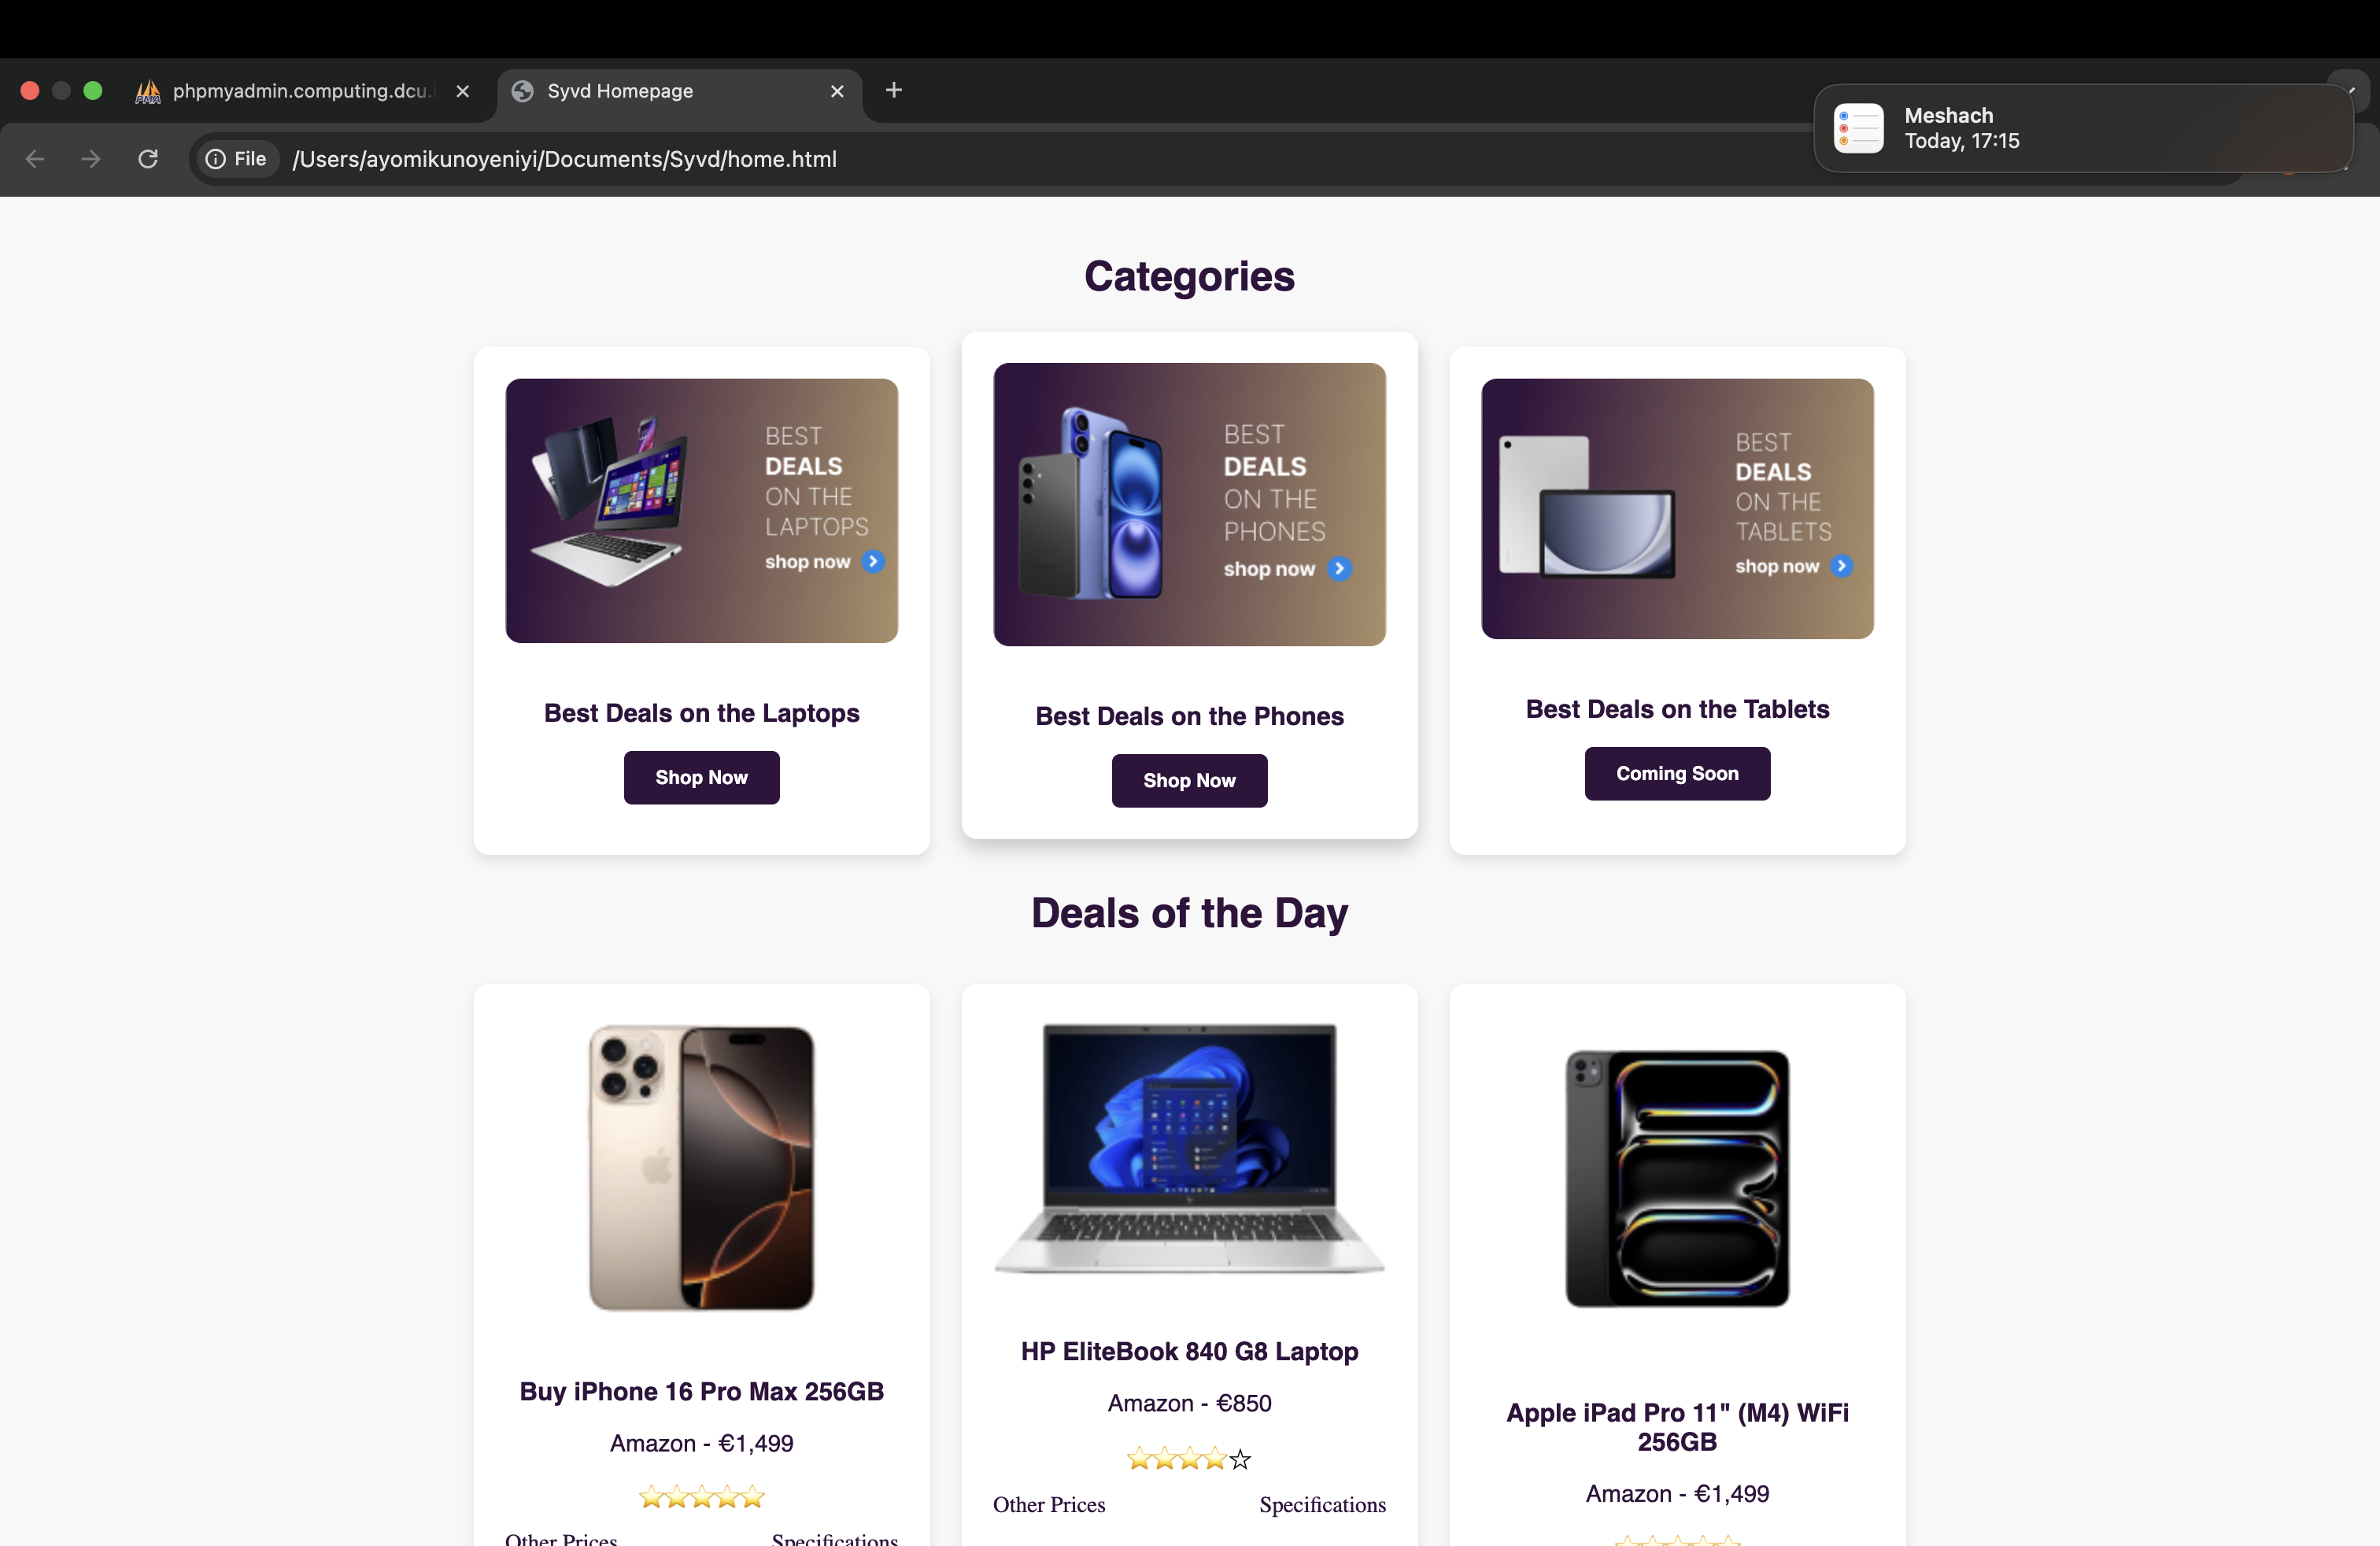 phpmyadmin.computing.dcu.i
Syvd Homepage
Meshach
Today, 17:15
File
/Users/ayomikunoyeniyi/Documents/Syvd/home.html
Categories
BEST
DEALS
ON THE
LAPTOPS
shop now
Best Deals on the Laptops
Shop Now
BEST
DEALS
ON THE
PHONES
shop now
Best Deals on the Phones
Shop Now
BEST
DEALS
ON THE
TABLETS
shop now
Best Deals on the Tablets
Coming Soon
Deals of the Day
Buy iPhone 16 Pro Max 256GB
Amazon - €1,499
Other Prices
Specifications
HP EliteBook 840 G8 Laptop
Amazon - €850
Other Prices
Specifications
Apple iPad Pro 11" (M4) WiFi
256GB
Amazon - €1,499